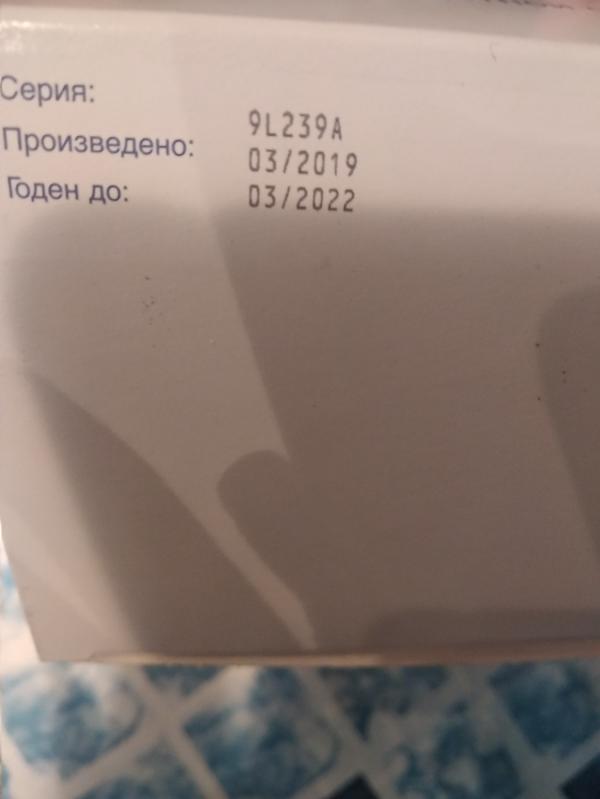 Серия: 9L239A
Произведено: 03/2019
Годен до: 03/2022